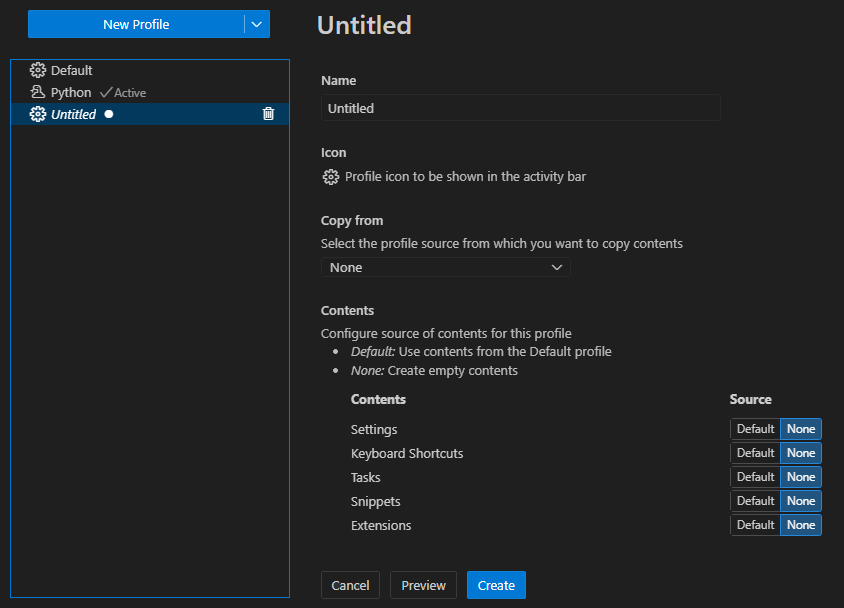 New Profile
Default
Python Active
Untitled
Untitled
Name
Untitled
Icon
Profile icon to be shown in the activity bar
Copy from
Select the profile source from which you want to copy contents
None
Contents
Configure source of contents for this profile
• Default: Use contents from the Default profile
• None: Create empty contents
Contents Source
Settings Default None
Keyboard Shortcuts Default None
Tasks Default None
Snippets Default None
Extensions Default None
Cancel Preview Create